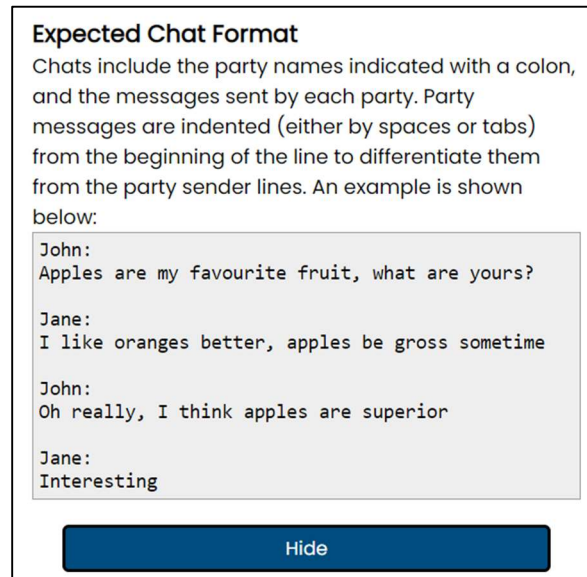 Expected Chat Format
Chats include the party names indicated with a colon,
and the messages sent by each party. Party
messages are indented (either by spaces or tabs)
from the beginning of the line to differentiate them
from the party sender lines. An example is shown
below:
John:
Apples are my favourite fruit, what are yours?
Jane:
I like oranges better, apples be gross sometime
John:
Oh really, I think apples are superior
Jane:
Interesting
Hide